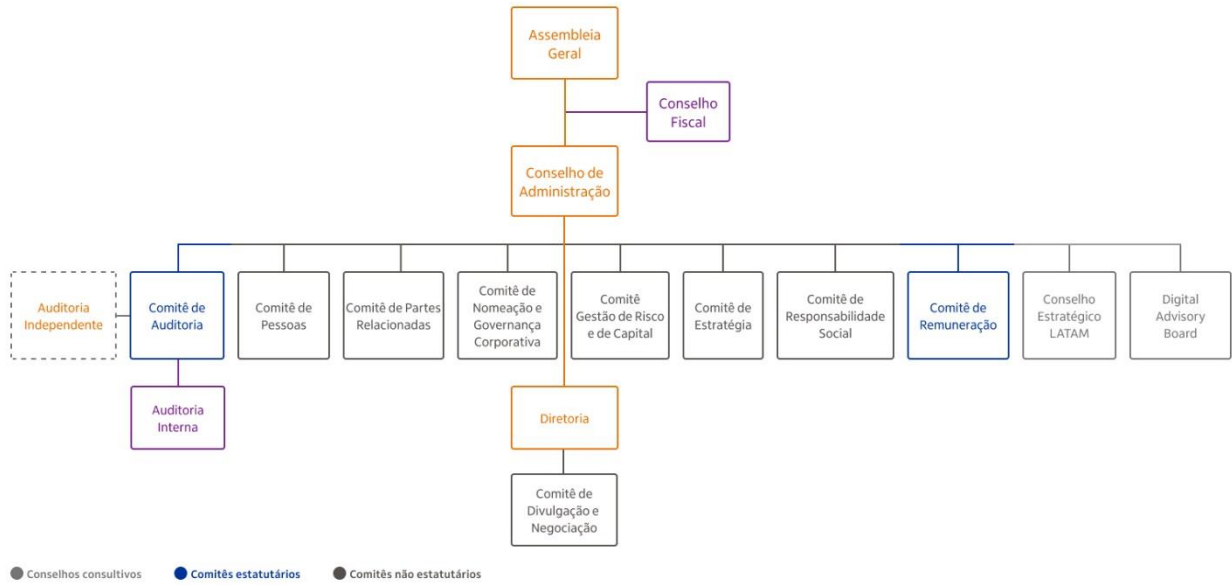 Assembleia
Geral
Conselho
Fiscal
Conselho de
Administração
Auditoria
Independente
Comitê de
Auditoria
Comitê de
Pessoas
Comitê de Partes
Relacionadas
Comitê de
Nomeação e
Governança
Corporativa
Comitê
Gestão de Risco
e de Capital
Comitê de
Estratégia
Comitê de
Responsabilidade
Social
Comitê de
Remuneração
Conselho
Estratégico
LATAM
Digital
Advisory
Board
Auditoria
Interna
Diretoria
Comitê de
Divulgação e
Negociação
Conselhos consultivos
Comitês estatutários
Comitês não estatutários